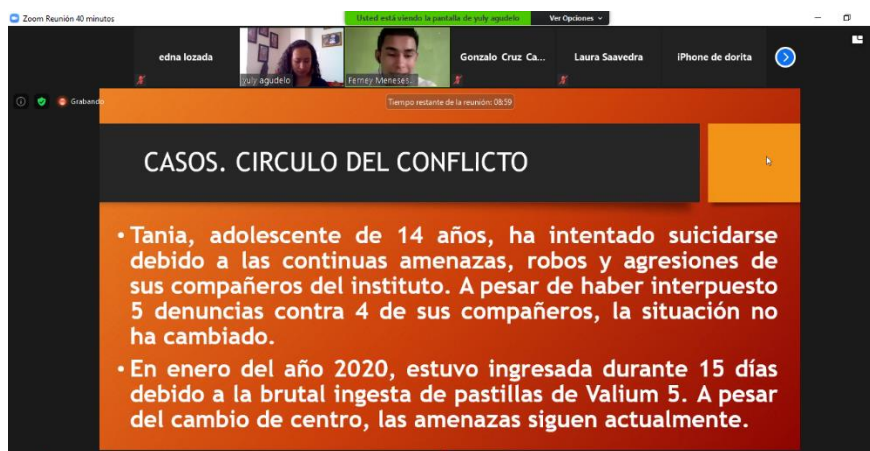 Zoom Reunión 40 minutos
Usted está viendo la pantalla de yuly agudelo
Ver Opciones
edna lozada
yuly agudelo
Ferney Meneses
Gonzalo Cruz Ca...
Laura Saavedra
iPhone de dorita
Grabando
Tiempo restante de la reunión: 08:59
CASOS. CIRCULO DEL CONFLICTO
• Tania, adolescente de 14 años, ha intentado suicidarse
debido a las continuas amenazas, robos y agresiones de
sus compañeros del instituto. A pesar de haber interpuesto
5 denuncias contra 4 de sus compañeros, la situación no
ha cambiado.
• En enero del año 2020, estuvo ingresada durante 15 días
debido a la brutal ingesta de pastillas de Valium 5. A pesar
del cambio de centro, las amenazas siguen actualmente.